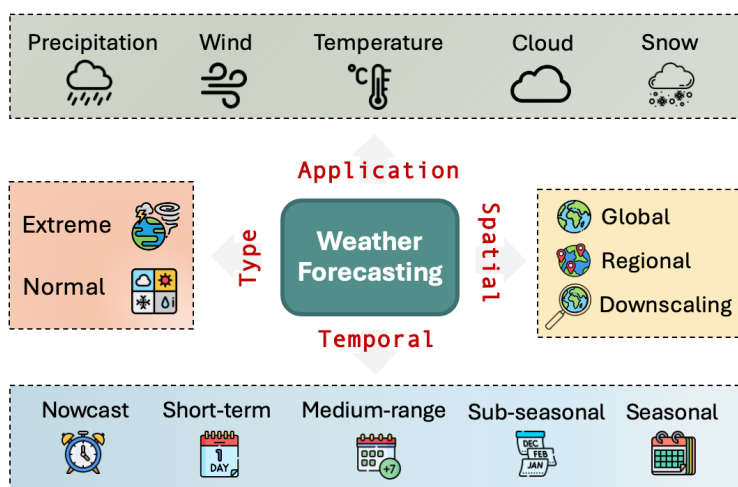 Precipitation Wind Temperature Cloud Snow
°C
Application
Extreme
Normal
Type
Weather
Forecasting
Spatial
Global
Regional
Downscaling
Temporal
Nowcast Short-term Medium-range Sub-seasonal Seasonal
1
DAY
+7
DEC
FEB
JAN